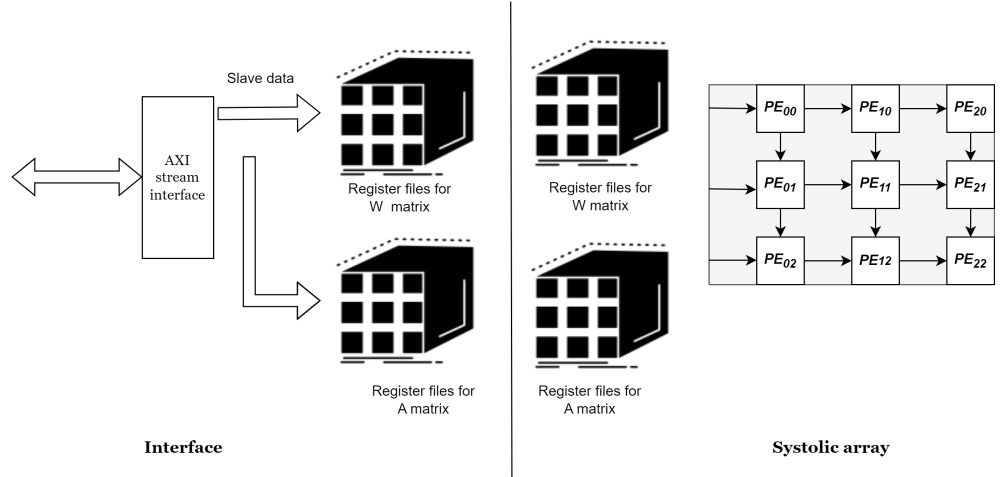 Slave data
AXI
stream
interface
Register files for
W matrix
Register files for
A matrix
Interface
Register files for
W matrix
Register files for
A matrix
PE00 PE10 PE20
PE01 PE11 PE21
PE02 PE12 PE22
Systolic array